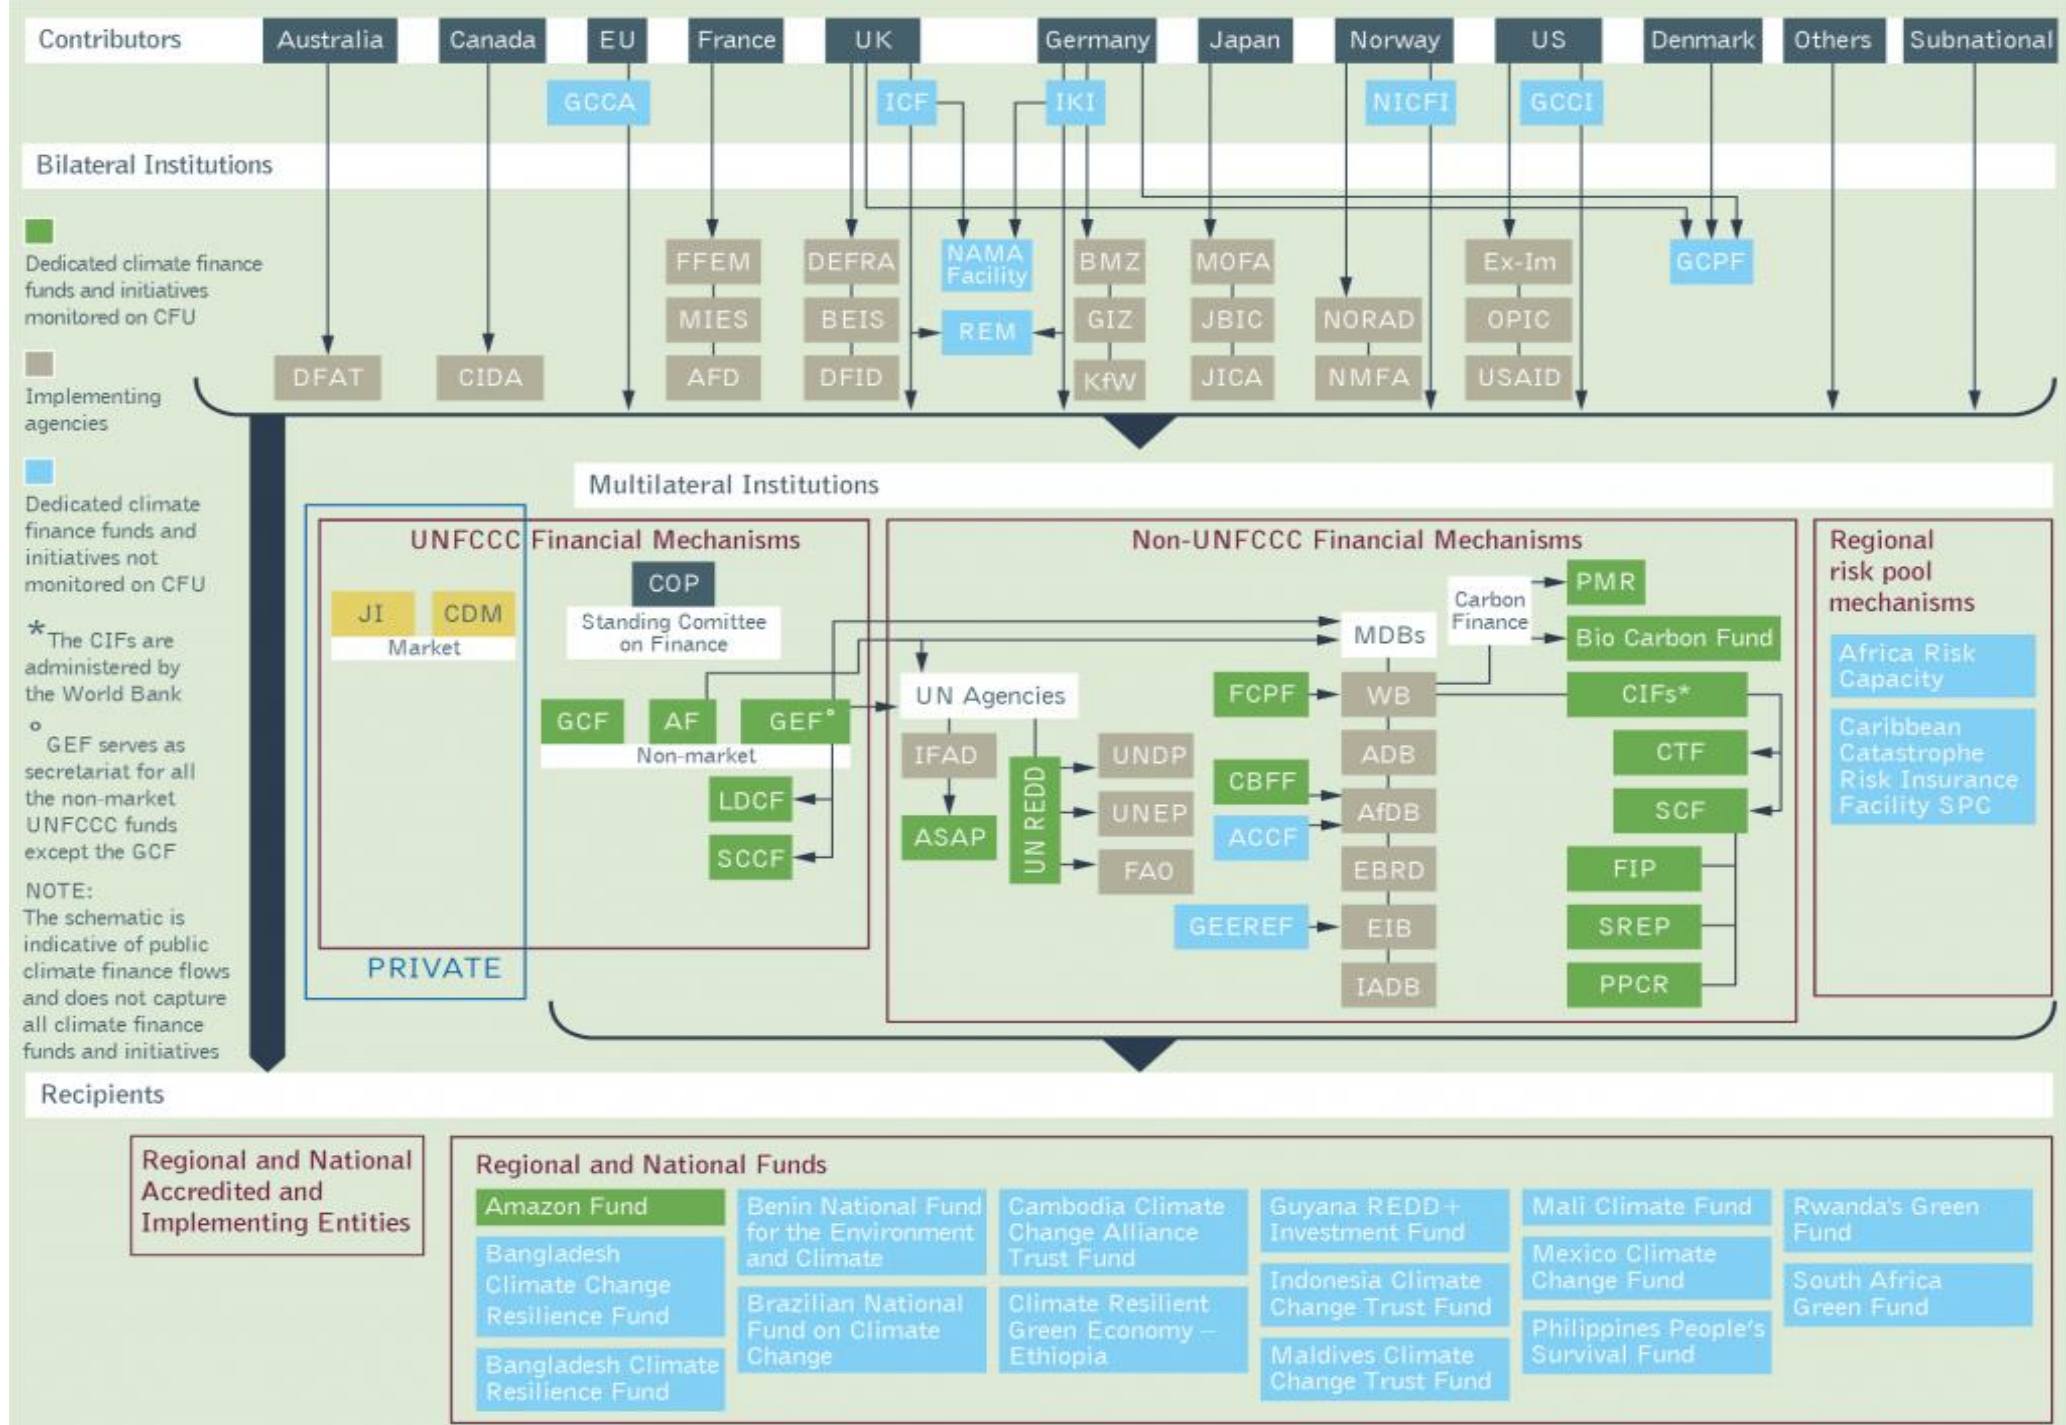 Contributors
Australia
Canada
EU
France
UK
Germany
Japan
Norway
US
Denmark
Others
Subnational
GCCA
ICF
IKI
NICFI
GCCI
Bilateral Institutions
Dedicated climate finance
funds and initiatives
monitored on CFU
Implementing
agencies
Dedicated climate
finance funds and
initiatives not
monitored on CFU
*The CIFs are
administered by
the World Bank
° GEF serves as
secretariat for all
the non-market
UNFCCC funds
except the GCF
NOTE:
The schematic is
indicative of public
climate finance flows
and does not capture
all climate finance
funds and initiatives
FFEM
DEFRA
NAMA
Facility
BMZ
MOFA
Ex-Im
GCPF
MIES
BEIS
REM
GIZ
JBIC
NORAD
OPIC
DFAT
CIDA
AFD
DFID
KfW
JICA
NMFA
USAID
Multilateral Institutions
UNFCCC Financial Mechanisms
COP
Standing Comittee
on Finance
JI
CDM
Market
GCF
AF
GEF°
Non-market
LDCF
SCCF
PRIVATE
Non-UNFCCC Financial Mechanisms
UN Agencies
IFAD
ASAP
UN REDD
UNDP
UNEP
FAO
FCPF
CBFF
ACCF
GEEREF
MDBs
WB
ADB
AfDB
EBRD
EIB
IADB
Carbon
Finance
PMR
Bio Carbon Fund
CIFs*
CTF
SCF
FIP
SREP
PPCR
Regional
risk pool
mechanisms
Africa Risk
Capacity
Caribbean
Catastrophe
Risk Insurance
Facility SPC
Recipients
Regional and National
Accredited and
Implementing Entities
Regional and National Funds
Amazon Fund
Bangladesh
Climate Change
Resilience Fund
Bangladesh Climate
Resilience Fund
Benin National Fund
for the Environment
and Climate
Brazilian National
Fund on Climate
Change
Cambodia Climate
Change Alliance
Trust Fund
Climate Resilient
Green Economy –
Ethiopia
Guyana REDD+
Investment Fund
Indonesia Climate
Change Trust Fund
Maldives Climate
Change Trust Fund
Mali Climate Fund
Mexico Climate
Change Fund
Philippines People's
Survival Fund
Rwanda's Green
Fund
South Africa
Green Fund